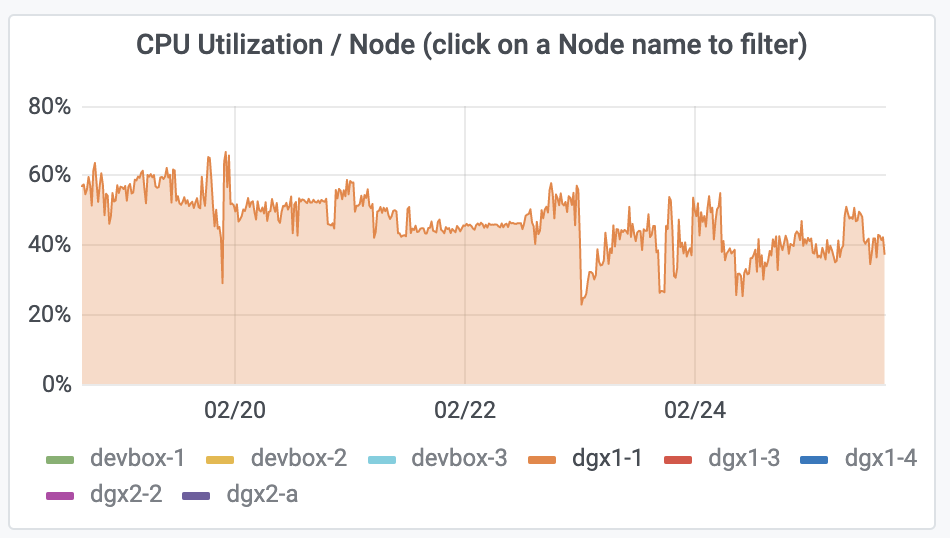 CPU Utilization / Node (click on a Node name to filter)
80%
60%
40%
20%
0%
02/20 02/22 02/24
devbox-1 devbox-2 devbox-3 dgx1-1 dgx1-3 dgx1-4
dgx2-2 dgx2-a